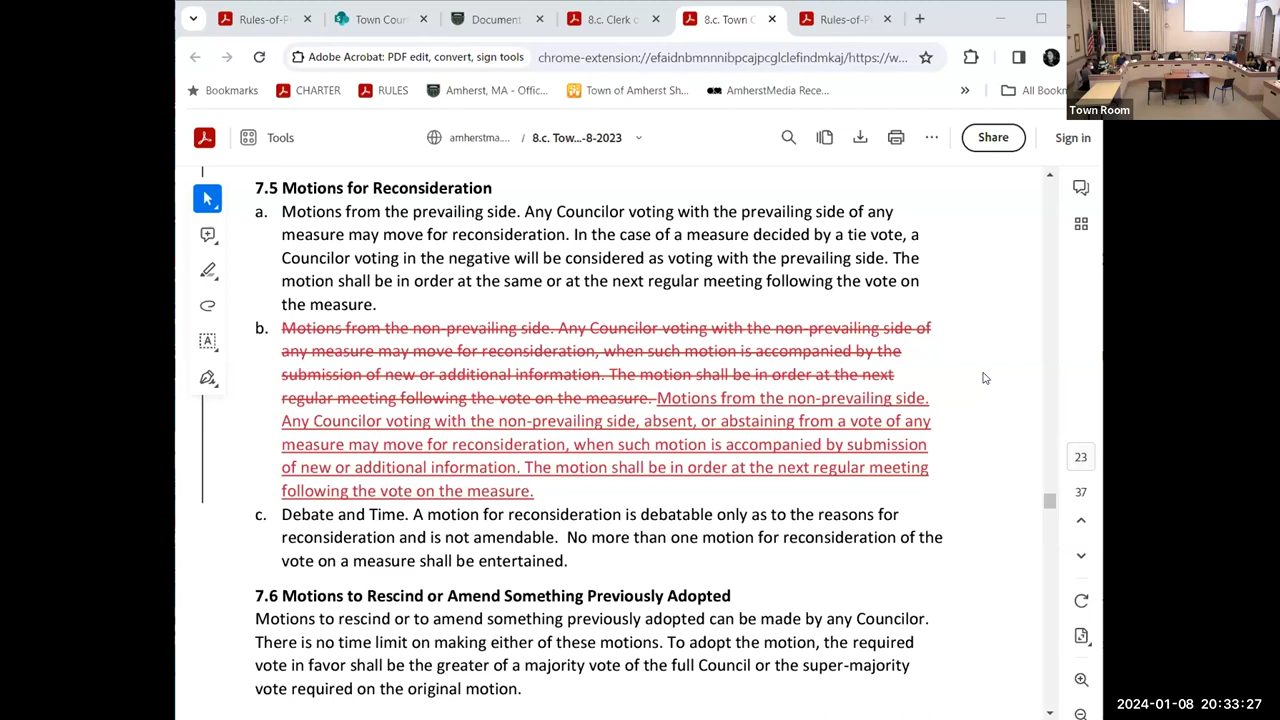 Rules-of-P
Town Cour
Document
8.c. Clerk c
8.c. Town C
Rules-of-P
Adobe Acrobat: PDF edit, convert, sign tools
chrome-extension://efaidnbmnnnibpcajpcglclefindmkaj/https://w...
Bookmarks
CHARTER
RULES
Amherst, MA - Offic...
Town of Amherst Sh...
AmherstMedia Rece...
All Bookm
Town Room
Tools
amherstma....
/ 8.c. Tow...-8-2023
Share
Sign in
7.5 Motions for Reconsideration
a. Motions from the prevailing side. Any Councilor voting with the prevailing side of any
measure may move for reconsideration. In the case of a measure decided by a tie vote, a
Councilor voting in the negative will be considered as voting with the prevailing side. The
motion shall be in order at the same or at the next regular meeting following the vote on
the measure.
b. Motions from the non-prevailing side. Any Councilor voting with the non-prevailing side of
any measure may move for reconsideration, when such motion is accompanied by the
submission of new or additional information. The motion shall be in order at the next
regular meeting following the vote on the measure. Motions from the non-prevailing side.
Any Councilor voting with the non-prevailing side, absent, or abstaining from a vote of any
measure may move for reconsideration, when such motion is accompanied by submission
of new or additional information. The motion shall be in order at the next regular meeting
following the vote on the measure.
c. Debate and Time. A motion for reconsideration is debatable only as to the reasons for
reconsideration and is not amendable. No more than one motion for reconsideration of the
vote on a measure shall be entertained.
7.6 Motions to Rescind or Amend Something Previously Adopted
Motions to rescind or to amend something previously adopted can be made by any Councilor.
There is no time limit on making either of these motions. To adopt the motion, the required
vote in favor shall be the greater of a majority vote of the full Council or the super-majority
vote required on the original motion.
23
37
2024-01-08 20:33:27